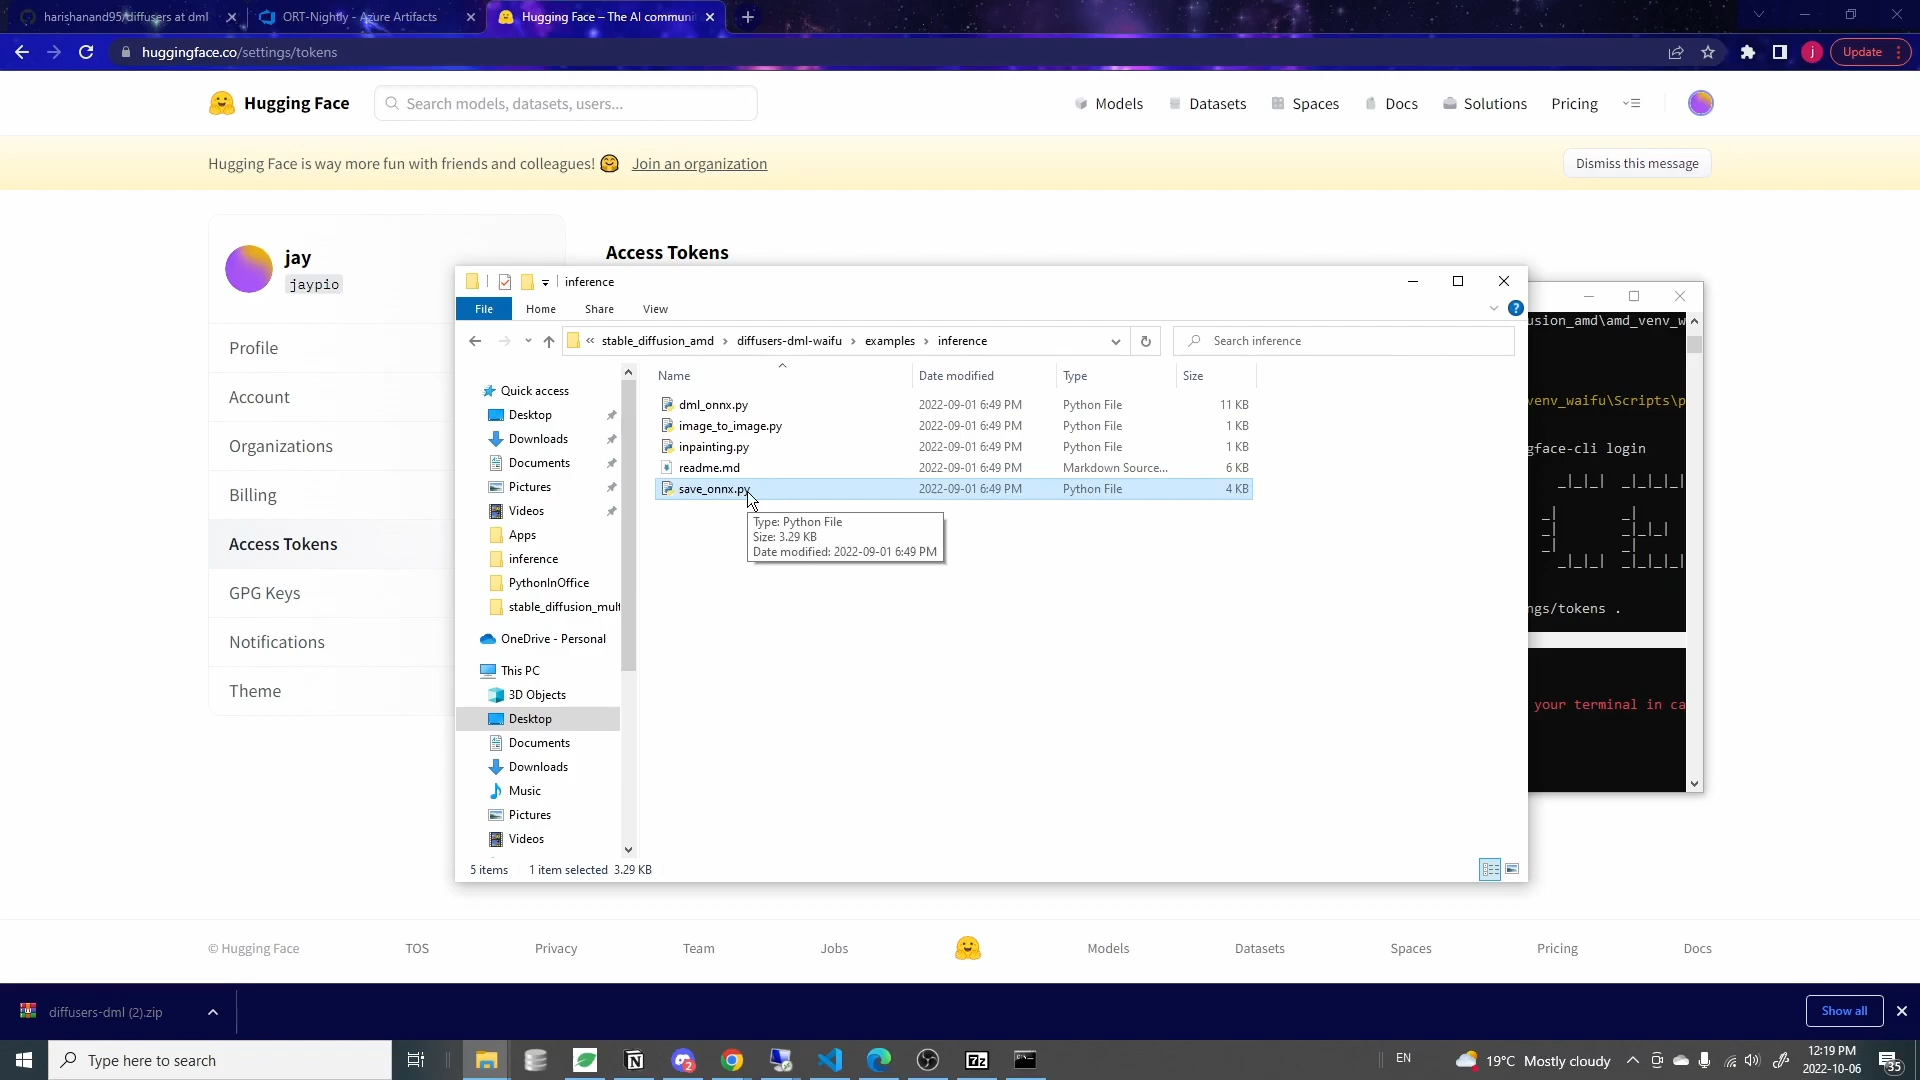 harishanand95/diffusers at dml
ORT-Nightly - Azure Artifacts
Hugging Face – The AI communi
huggingface.co/settings/tokens
j
Update
Hugging Face
Search models, datasets, users...
Models
Datasets
Spaces
Docs
Solutions
Pricing
Hugging Face is way more fun with friends and colleagues! 🤗 Join an organization
Dismiss this message
jay
jaypio
Profile
Account
Organizations
Billing
Access Tokens
GPG Keys
Notifications
Theme
Access Tokens
inference
File
Home
Share
View
« stable_diffusion_amd › diffusers-dml-waifu › examples › inference
Search inference
Quick access
Desktop
Downloads
Documents
Pictures
Videos
Apps
inference
PythonInOffice
stable_diffusion_mult
OneDrive - Personal
This PC
3D Objects
Desktop
Documents
Downloads
Music
Pictures
Videos
Name Date modified Type Size
dml_onnx.py 2022-09-01 6:49 PM Python File 11 KB
image_to_image.py 2022-09-01 6:49 PM Python File 1 KB
inpainting.py 2022-09-01 6:49 PM Python File 1 KB
readme.md 2022-09-01 6:49 PM Markdown Source... 6 KB
save_onnx.py 2022-09-01 6:49 PM Python File 4 KB
Type: Python File
Size: 3.29 KB
Date modified: 2022-09-01 6:49 PM
5 items 1 item selected 3.29 KB
usion_amd\amd_venv_w
venv_waifu\Scripts\p
gface-cli login
_|_|_| _|_|_|_|
_| _|
_| _|_|_|
_| _|
_|_|_| _|_|_|_|
ngs/tokens .
your terminal in ca
© Hugging Face
TOS
Privacy
Team
Jobs
Models
Datasets
Spaces
Pricing
Docs
diffusers-dml (2).zip
Show all
Type here to search
EN
19°C Mostly cloudy
12:19 PM
2022-10-06
35